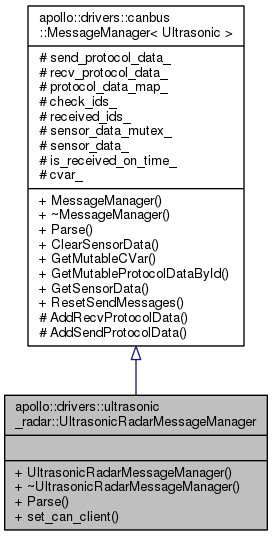 apollo::drivers::canbus
::MessageManager< Ultrasonic >
# send_protocol_data_
# recv_protocol_data_
# protocol_data_map_
# check_ids_
# received_ids_
# sensor_data_mutex_
# sensor_data_
# is_received_on_time_
# cvar_
+ MessageManager()
+ ~MessageManager()
+ Parse()
+ ClearSensorData()
+ GetMutableCVar()
+ GetMutableProtocolDataById()
+ GetSensorData()
+ ResetSendMessages()
# AddRecvProtocolData()
# AddSendProtocolData()
apollo::drivers::ultrasonic
_radar::UltrasonicRadarMessageManager
+ UltrasonicRadarMessageManager()
+ ~UltrasonicRadarMessageManager()
+ Parse()
+ set_can_client()